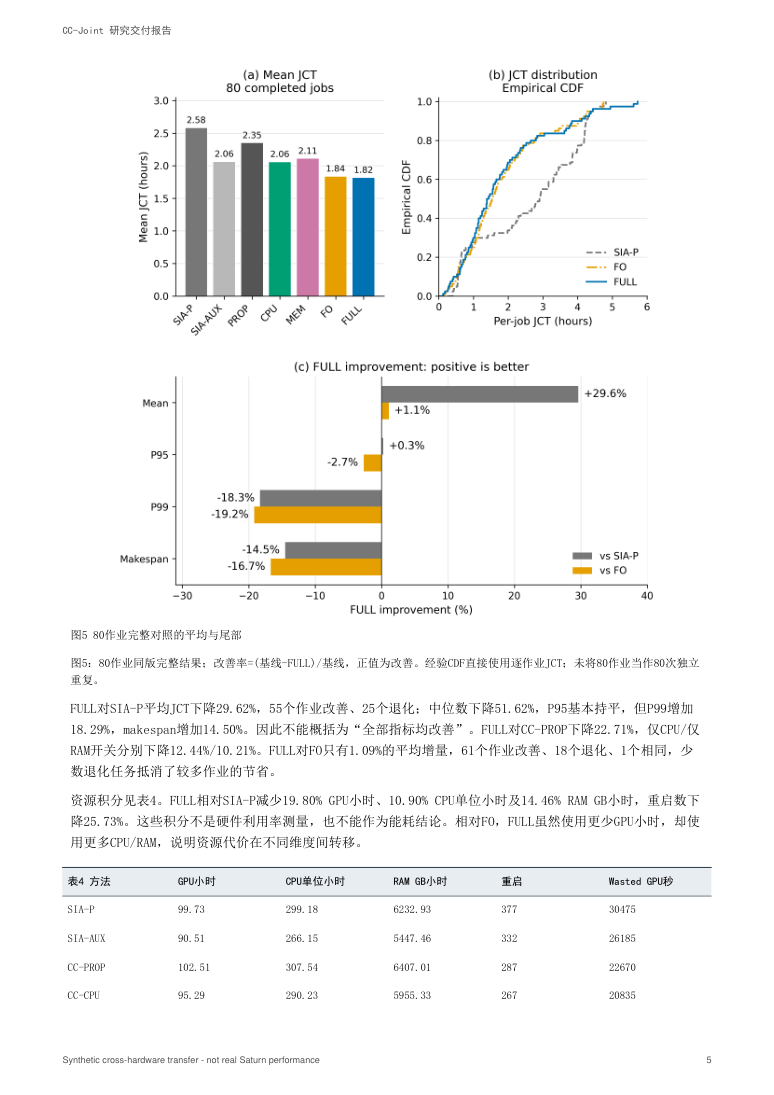 CC-Joint 研究交付报告
(a) Mean JCT
80 completed jobs
Mean JCT (hours)
3.0
2.5
2.0
1.5
1.0
0.5
0.0
2.58
2.06
2.35
2.06
2.11
1.84
1.82
SIA-P
SIA-AUX
PROP
CPU
MEM
FO
FULL
(b) JCT distribution
Empirical CDF
Empirical CDF
1.0
0.8
0.6
0.4
0.2
0.0
SIA-P
FO
FULL
0 1 2 3 4 5 6
Per-job JCT (hours)
(c) FULL improvement: positive is better
Mean
P95
P99
Makespan
+29.6%
+1.1%
+0.3%
-2.7%
-18.3%
-19.2%
-14.5%
-16.7%
vs SIA-P
vs FO
−30 −20 −10 0 10 20 30 40
FULL improvement (%)
图5 80作业完整对照的平均与尾部
图5：80作业同版完整结果；改善率=(基线-FULL)/基线，正值为改善。经验CDF直接使用逐作业JCT；未将80作业当作80次独立
重复。
FULL对SIA-P平均JCT下降29.62%，55个作业改善、25个退化；中位数下降51.62%，P95基本持平，但P99增加
18.29%，makespan增加14.50%。因此不能概括为“全部指标均改善”。FULL对CC-PROP下降22.71%，仅CPU/仅
RAM开关分别下降12.44%/10.21%。FULL对FO只有1.09%的平均增量，61个作业改善、18个退化、1个相同，少
数退化任务抵消了较多作业的节省。
资源积分见表4。FULL相对SIA-P减少19.80% GPU小时、10.90% CPU单位小时及14.46% RAM GB小时，重启数下
降25.73%。这些积分不是硬件利用率测量，也不能作为能耗结论。相对FO，FULL虽然使用更少GPU小时，却使
用更多CPU/RAM，说明资源代价在不同维度间转移。
表4 方法 GPU小时 CPU单位小时 RAM GB小时 重启 Wasted GPU秒
SIA-P 99.73 299.18 6232.93 377 30475
SIA-AUX 90.51 266.15 5447.46 332 26185
CC-PROP 102.51 307.54 6407.01 287 22670
CC-CPU 95.29 290.23 5955.33 267 20835
Synthetic cross-hardware transfer - not real Saturn performance 5